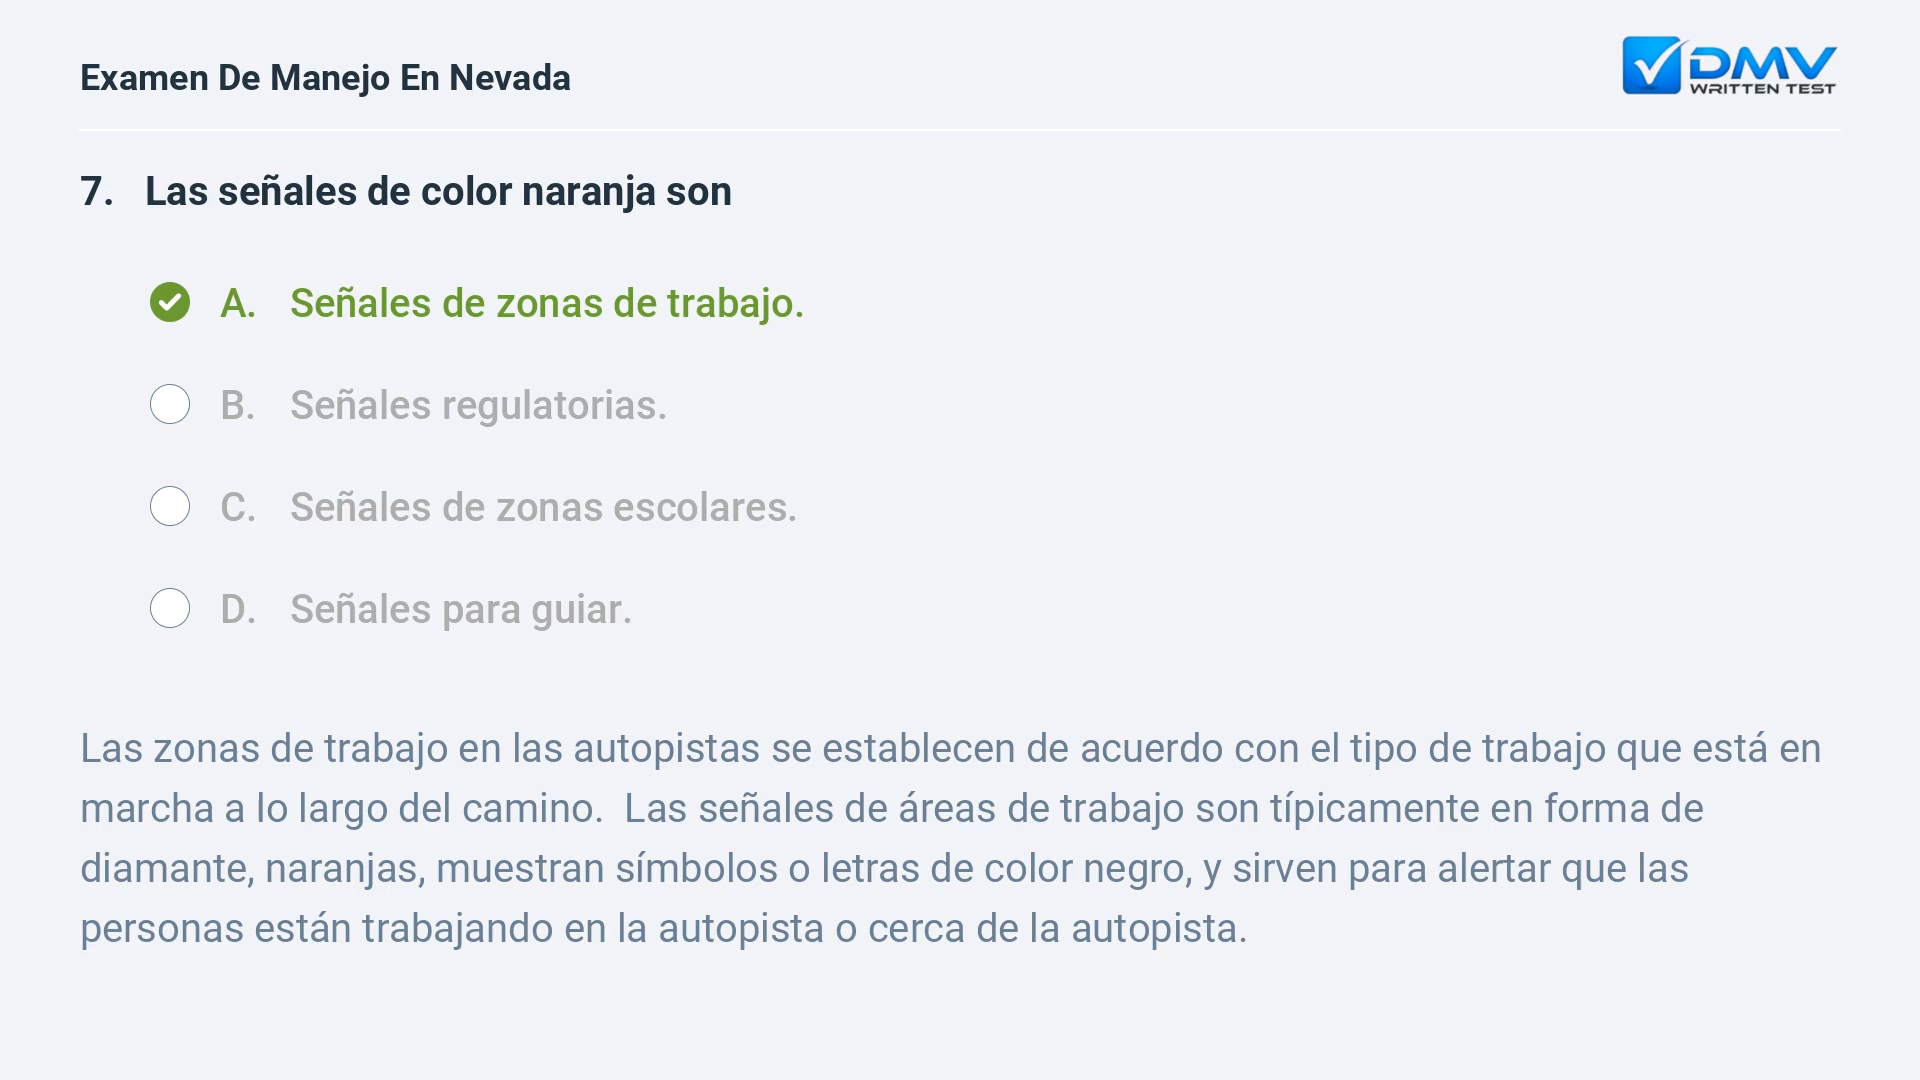 Examen De Manejo En Nevada
DMV
WRITTEN TEST
7. Las señales de color naranja son
A. Señales de zonas de trabajo.
B. Señales regulatorias.
C. Señales de zonas escolares.
D. Señales para guiar.
Las zonas de trabajo en las autopistas se establecen de acuerdo con el tipo de trabajo que está en
marcha a lo largo del camino.  Las señales de áreas de trabajo son típicamente en forma de
diamante, naranjas, muestran símbolos o letras de color negro, y sirven para alertar que las
personas están trabajando en la autopista o cerca de la autopista.